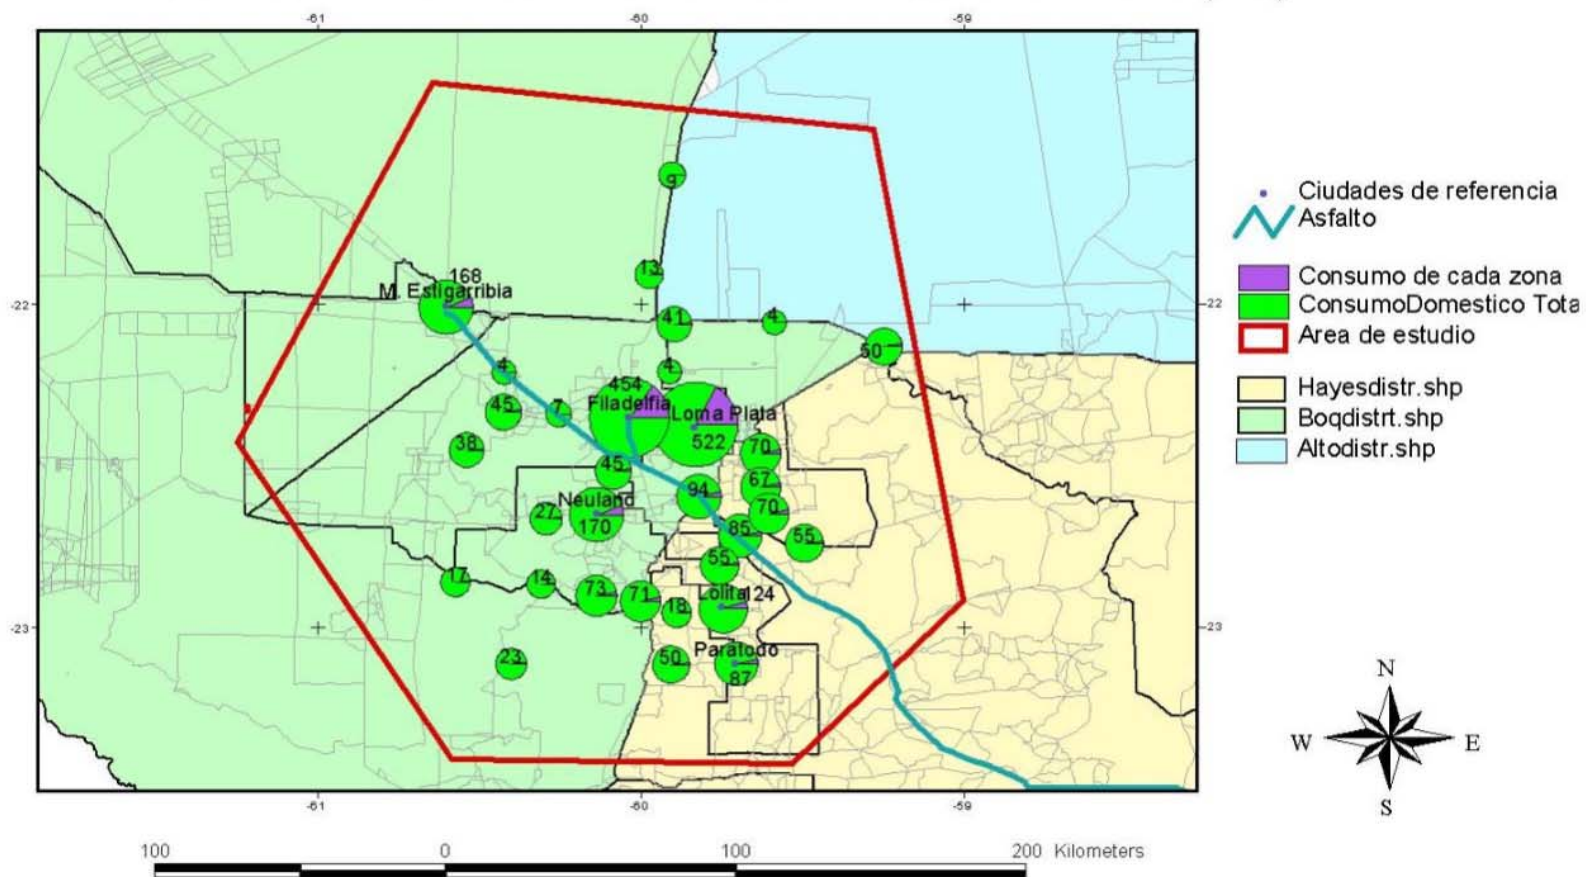 -61 -60 -59
9
13
168
M. Estigarribia
-22 41 4 -22
50
4 4
454
45 7 Filadelfia Loma Plata
522
38 70
45
94 67
Neuland
27 170 70
85 55
55
17 14 73 71 18 Lolita 124
-23 -23
23 50 Paratodo
87
-61 -60 -59
100 0 100 200 Kilometers
Ciudades de referencia
Asfalto
Consumo de cada zona
ConsumoDomestico Tota
Area de estudio
Hayesdistr.shp
Boqdistrt.shp
Altodistr.shp
N
W E
S